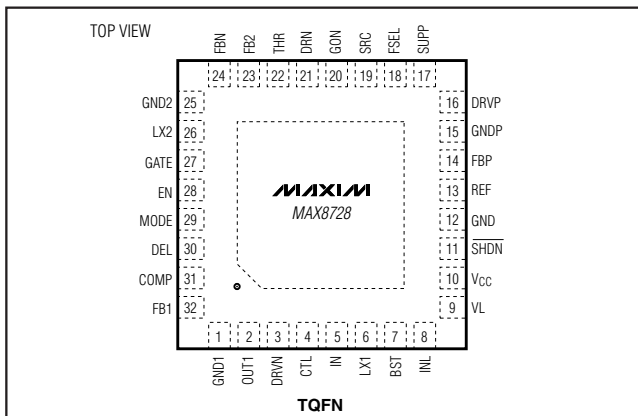 TOP VIEW
FBN
FB2
THR
DRN
GON
SRC
FSEL
SUPP
24 23 22 21 20 19 18 17
GND2 25
LX2 26
GATE 27
EN 28
MODE 29
DEL 30
COMP 31
FB1 32
16 DRVP
15 GNDP
14 FBP
13 REF
12 GND
11 SHDN
10 VCC
9 VL
MAXIM
MAX8728
1 2 3 4 5 6 7 8
GND1
OUT1
DRVN
CTL
IN
LX1
BST
INL
TQFN